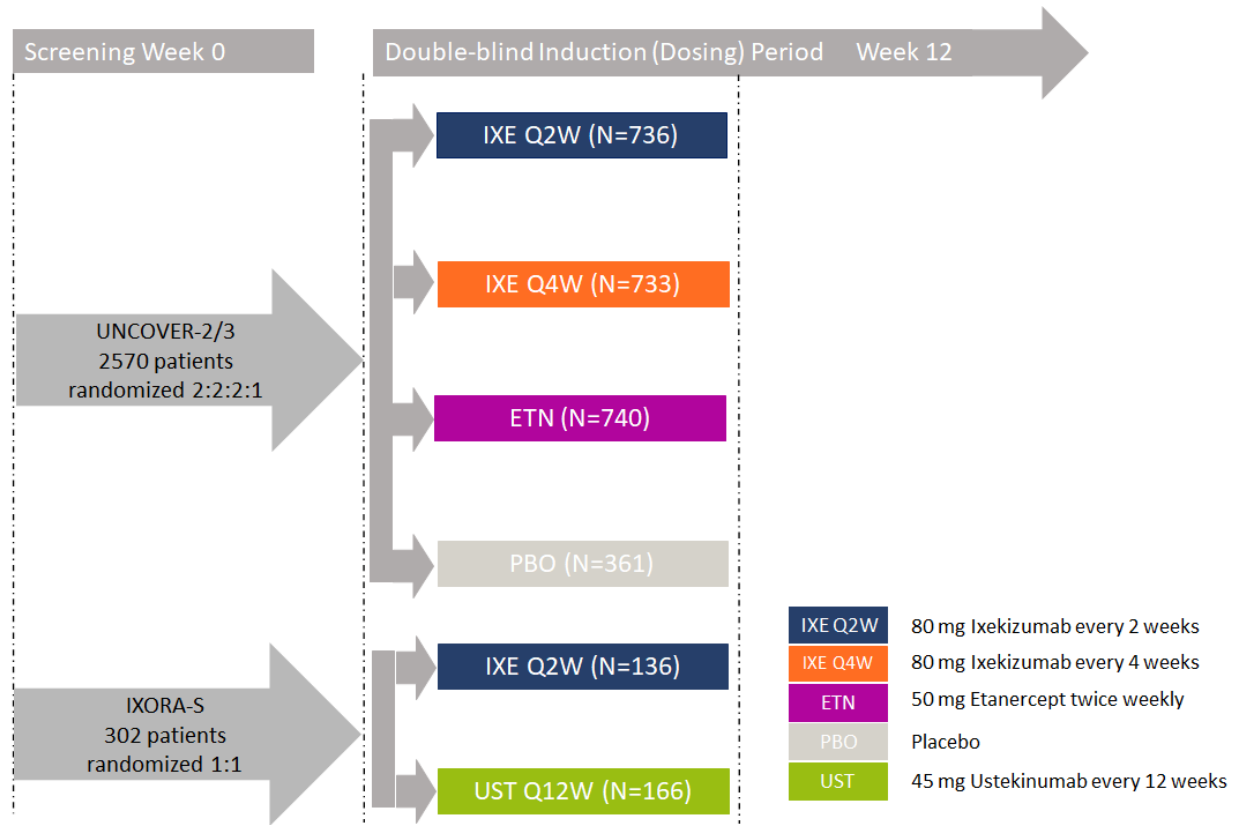 Screening Week 0
Double-blind Induction (Dosing) Period Week 12
IXE Q2W (N=736)
IXE Q4W (N=733)
UNCOVER-2/3
2570 patients
randomized 2:2:2:1
ETN (N=740)
PBO (N=361)
IXE Q2W (N=136)
IXORA-S
302 patients
randomized 1:1
UST Q12W (N=166)
IXE Q2W 80 mg Ixekizumab every 2 weeks
IXE Q4W 80 mg Ixekizumab every 4 weeks
ETN 50 mg Etanercept twice weekly
PBO Placebo
UST 45 mg Ustekinumab every 12 weeks